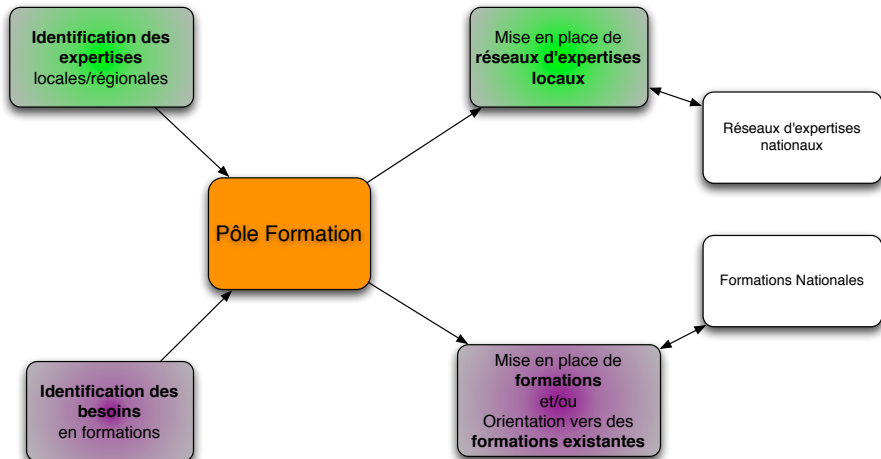 Identification des
expertises
locales/régionales
Mise en place de
réseaux d'expertises
locaux
Réseaux d'expertises
nationaux
Pôle Formation
Formations Nationales
Identification des
besoins
en formations
Mise en place de
formations
et/ou
Orientation vers des
formations existantes